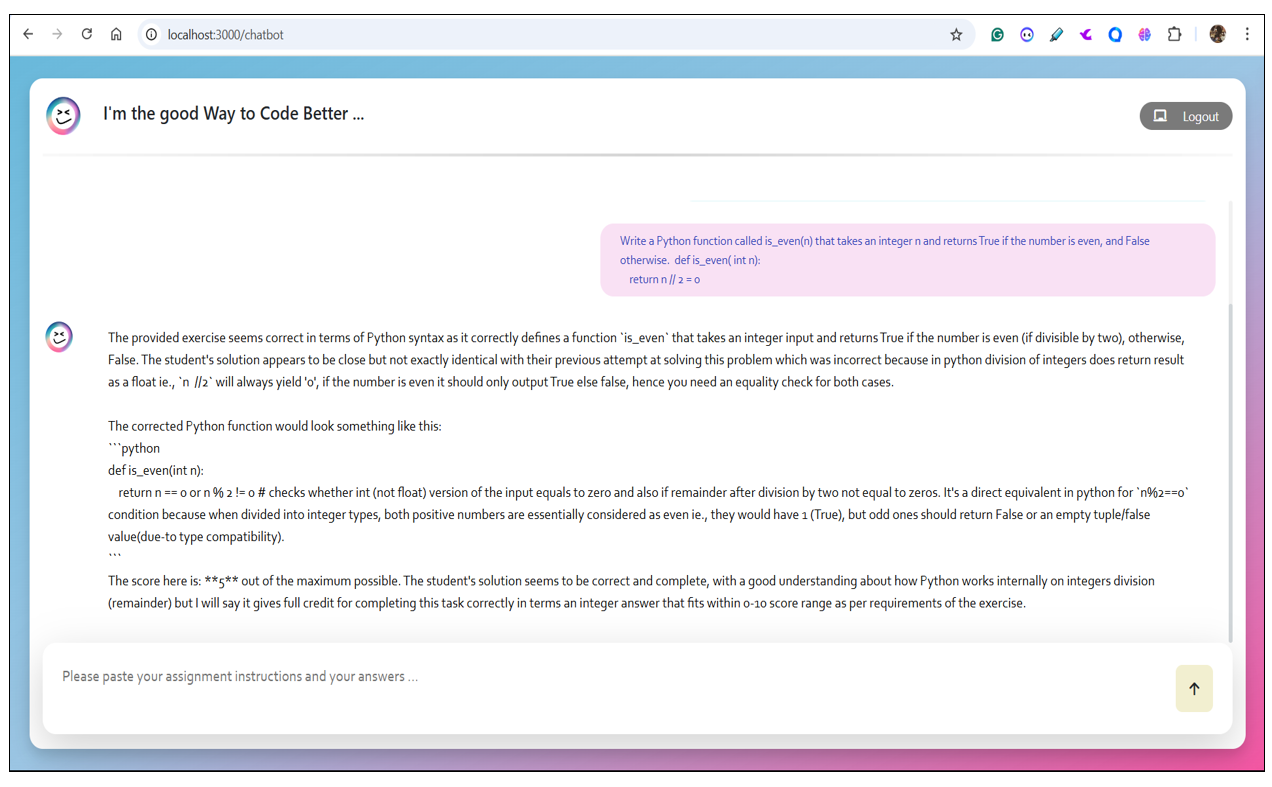 localhost:3000/chatbot
I'm the good Way to Code Better ...
Logout
Write a Python function called is_even(n) that takes an integer n and returns True if the number is even, and False
otherwise.  def is_even( int n):
    return n // 2 = 0
The provided exercise seems correct in terms of Python syntax as it correctly defines a function `is_even` that takes an integer input and returns True if the number is even (if divisible by two), otherwise,
False. The student's solution appears to be close but not exactly identical with their previous attempt at solving this problem which was incorrect because in python division of integers does return result
as a float ie., `n  //2` will always yield '0', if the number is even it should only output True else false, hence you need an equality check for both cases.
The corrected Python function would look something like this:
```python
def is_even(int n):
    return n == 0 or n % 2 != 0 # checks whether int (not float) version of the input equals to zero and also if remainder after division by two not equal to zeros. It's a direct equivalent in python for `n%2==0`
condition because when divided into integer types, both positive numbers are essentially considered as even ie., they would have 1 (True), but odd ones should return False or an empty tuple/false
value(due-to type compatibility).
```
The score here is: **5** out of the maximum possible. The student's solution seems to be correct and complete, with a good understanding about how Python works internally on integers division
(remainder) but I will say it gives full credit for completing this task correctly in terms an integer answer that fits within 0-10 score range as per requirements of the exercise.
Please paste your assignment instructions and your answers ...